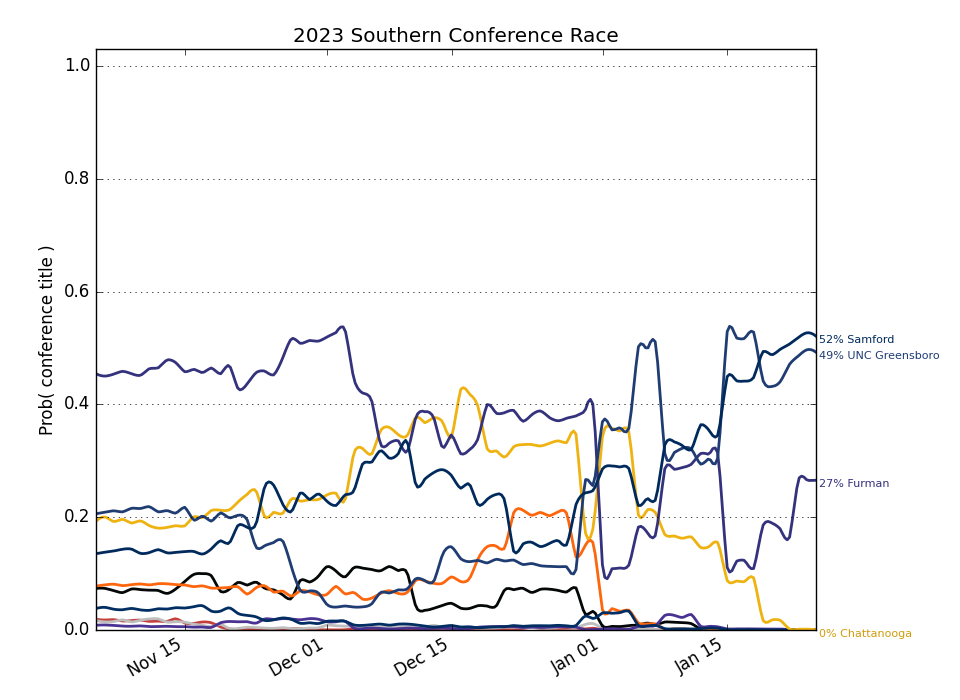 2023 Southern Conference Race
Prob( conference title )
1.0
0.8
0.6
0.4
0.2
0.0
Nov 15
Dec 01
Dec 15
Jan 01
Jan 15
52% Samford
49% UNC Greensboro
27% Furman
0% Chattanooga